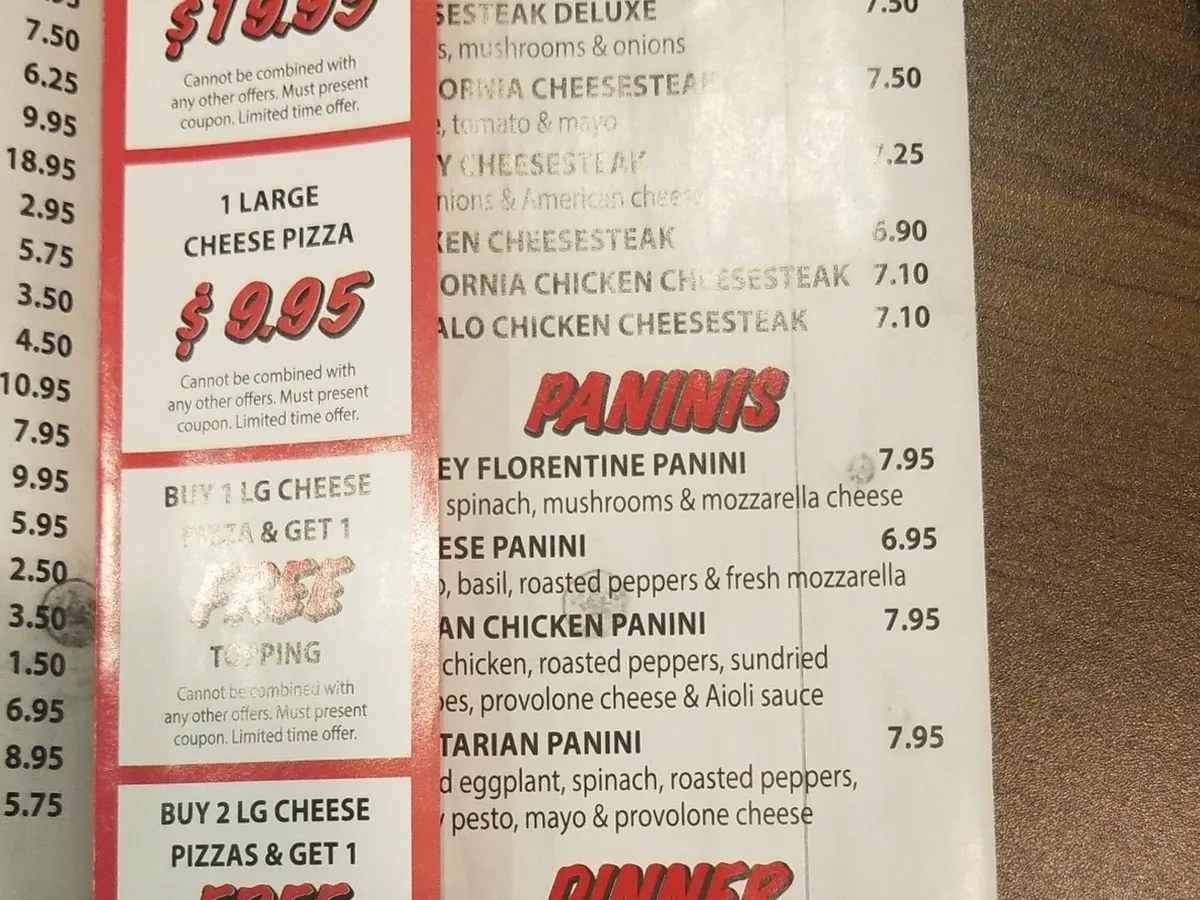 7.50
6.25
9.95
18.95
2.95
5.75
3.50
4.50
10.95
7.95
9.95
5.95
2.50
3.50
1.50
6.95
8.95
5.75
$19.95
Cannot be combined with
any other offers. Must present
coupon. Limited time offer.
1 LARGE
CHEESE PIZZA
$9.95
Cannot be combined with
any other offers. Must present
coupon. Limited time offer.
BUY 1 LG CHEESE
PIZZA & GET 1
FREE
TOPPING
Cannot be combined with
any other offers. Must present
coupon. Limited time offer.
BUY 2 LG CHEESE
PIZZAS & GET 1
FREE
SESTEAK DELUXE 7.50
s, mushrooms & onions
ORNIA CHEESESTEAK 7.50
e, tomato & mayo
Y CHEESESTEAK 7.25
nions & American cheese
KEN CHEESESTEAK 6.90
ORNIA CHICKEN CHEESESTEAK 7.10
ALO CHICKEN CHEESESTEAK 7.10
PANINIS
EY FLORENTINE PANINI 7.95
spinach, mushrooms & mozzarella cheese
ESE PANINI 6.95
o, basil, roasted peppers & fresh mozzarella
AN CHICKEN PANINI 7.95
chicken, roasted peppers, sundried
oes, provolone cheese & Aioli sauce
TARIAN PANINI 7.95
d eggplant, spinach, roasted peppers,
y pesto, mayo & provolone cheese
DINNER